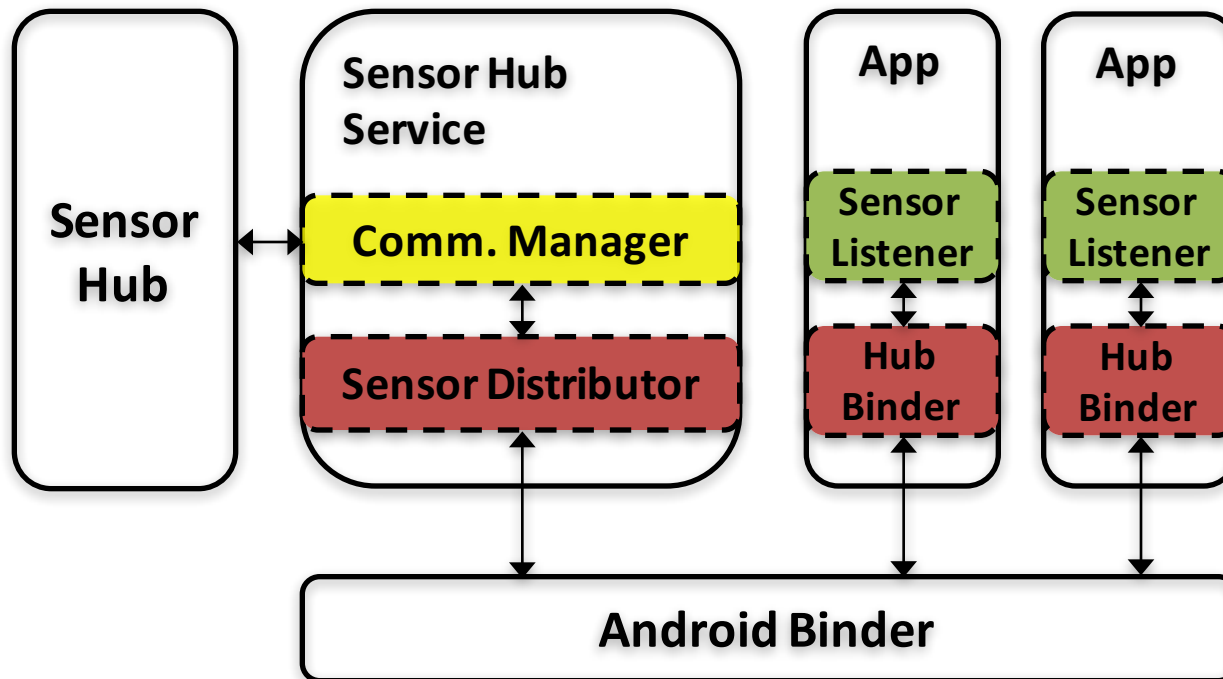 Sensor
Hub
Sensor Hub
Service
Comm. Manager
Sensor Distributor
App
Sensor
Listener
Hub
Binder
App
Sensor
Listener
Hub
Binder
Android Binder